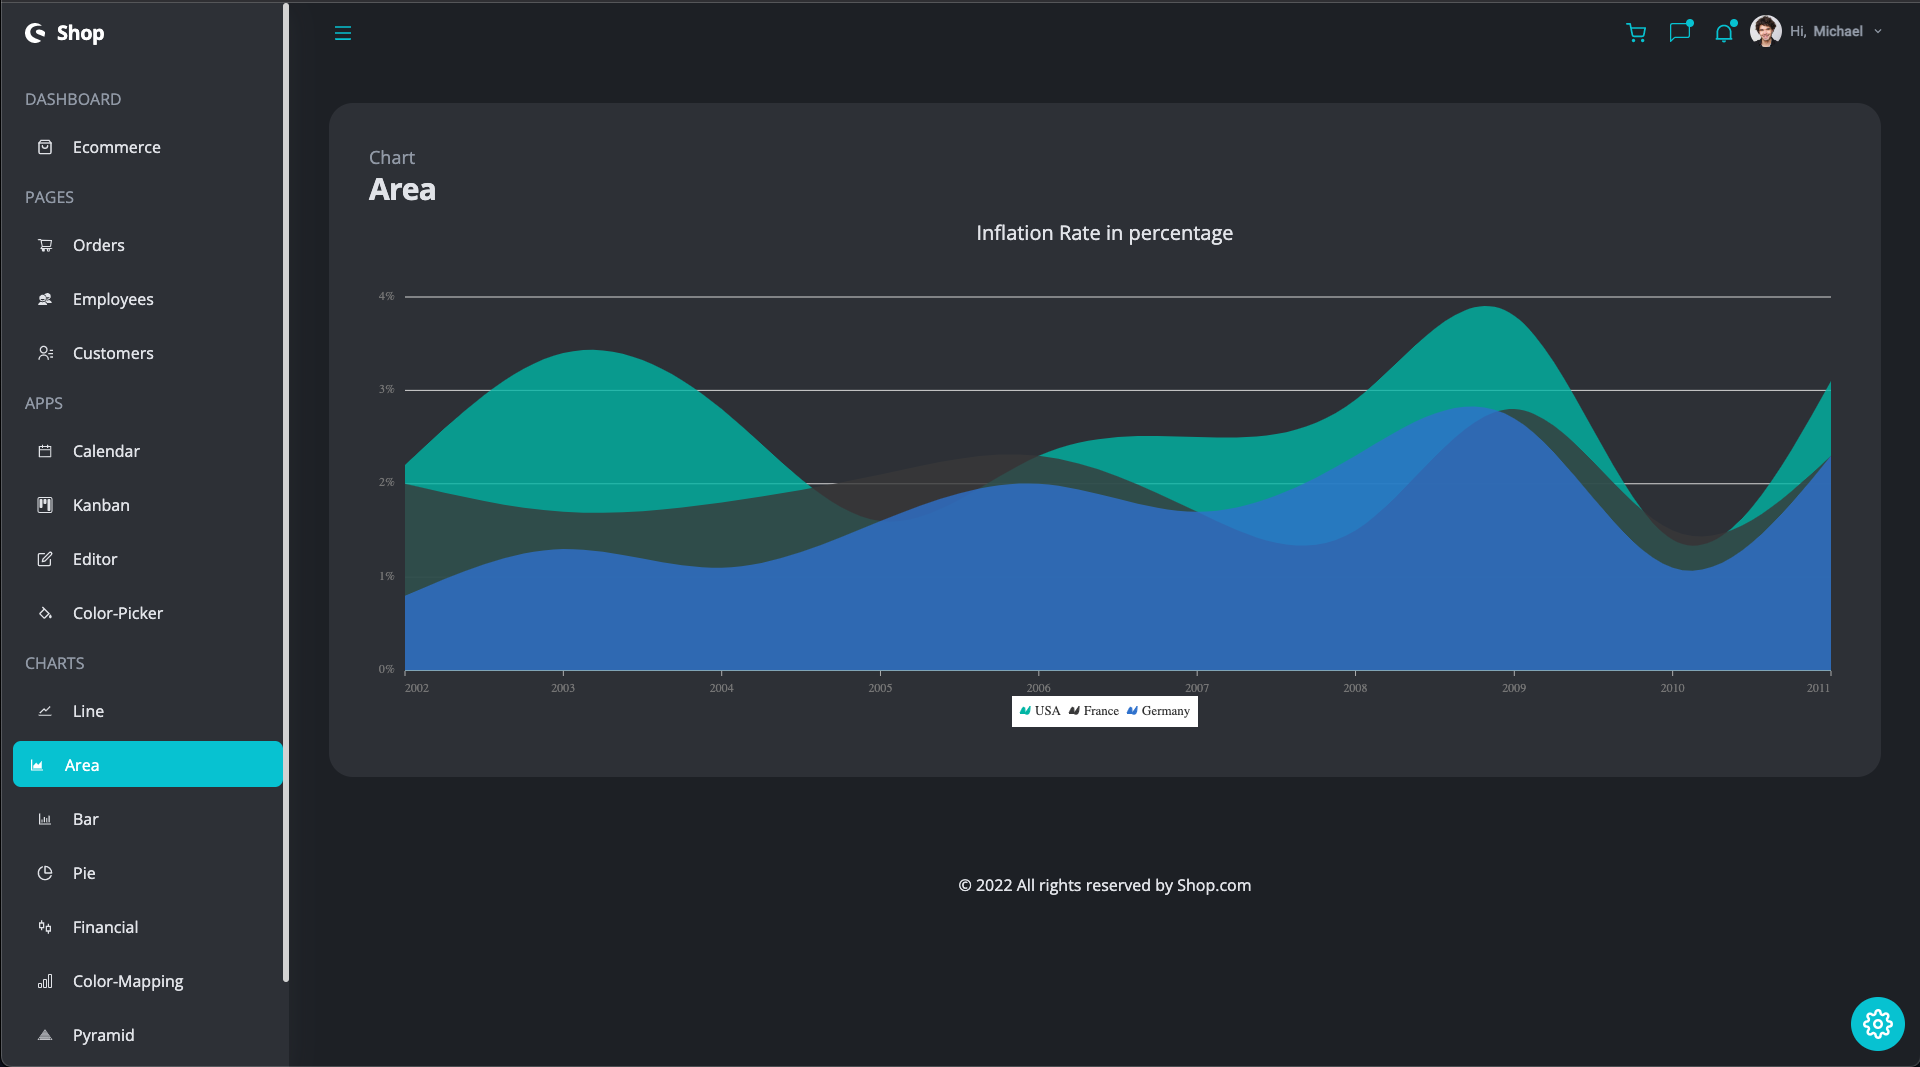 Shop
Hi, Michael
DASHBOARD
Ecommerce
PAGES
Orders
Employees
Customers
APPS
Calendar
Kanban
Editor
Color-Picker
CHARTS
Line
Area
Bar
Pie
Financial
Color-Mapping
Pyramid
Chart
Area
Inflation Rate in percentage
4%
3%
2%
1%
0%
2002 2003 2004 2005 2006 2007 2008 2009 2010 2011
USA France Germany
© 2022 All rights reserved by Shop.com